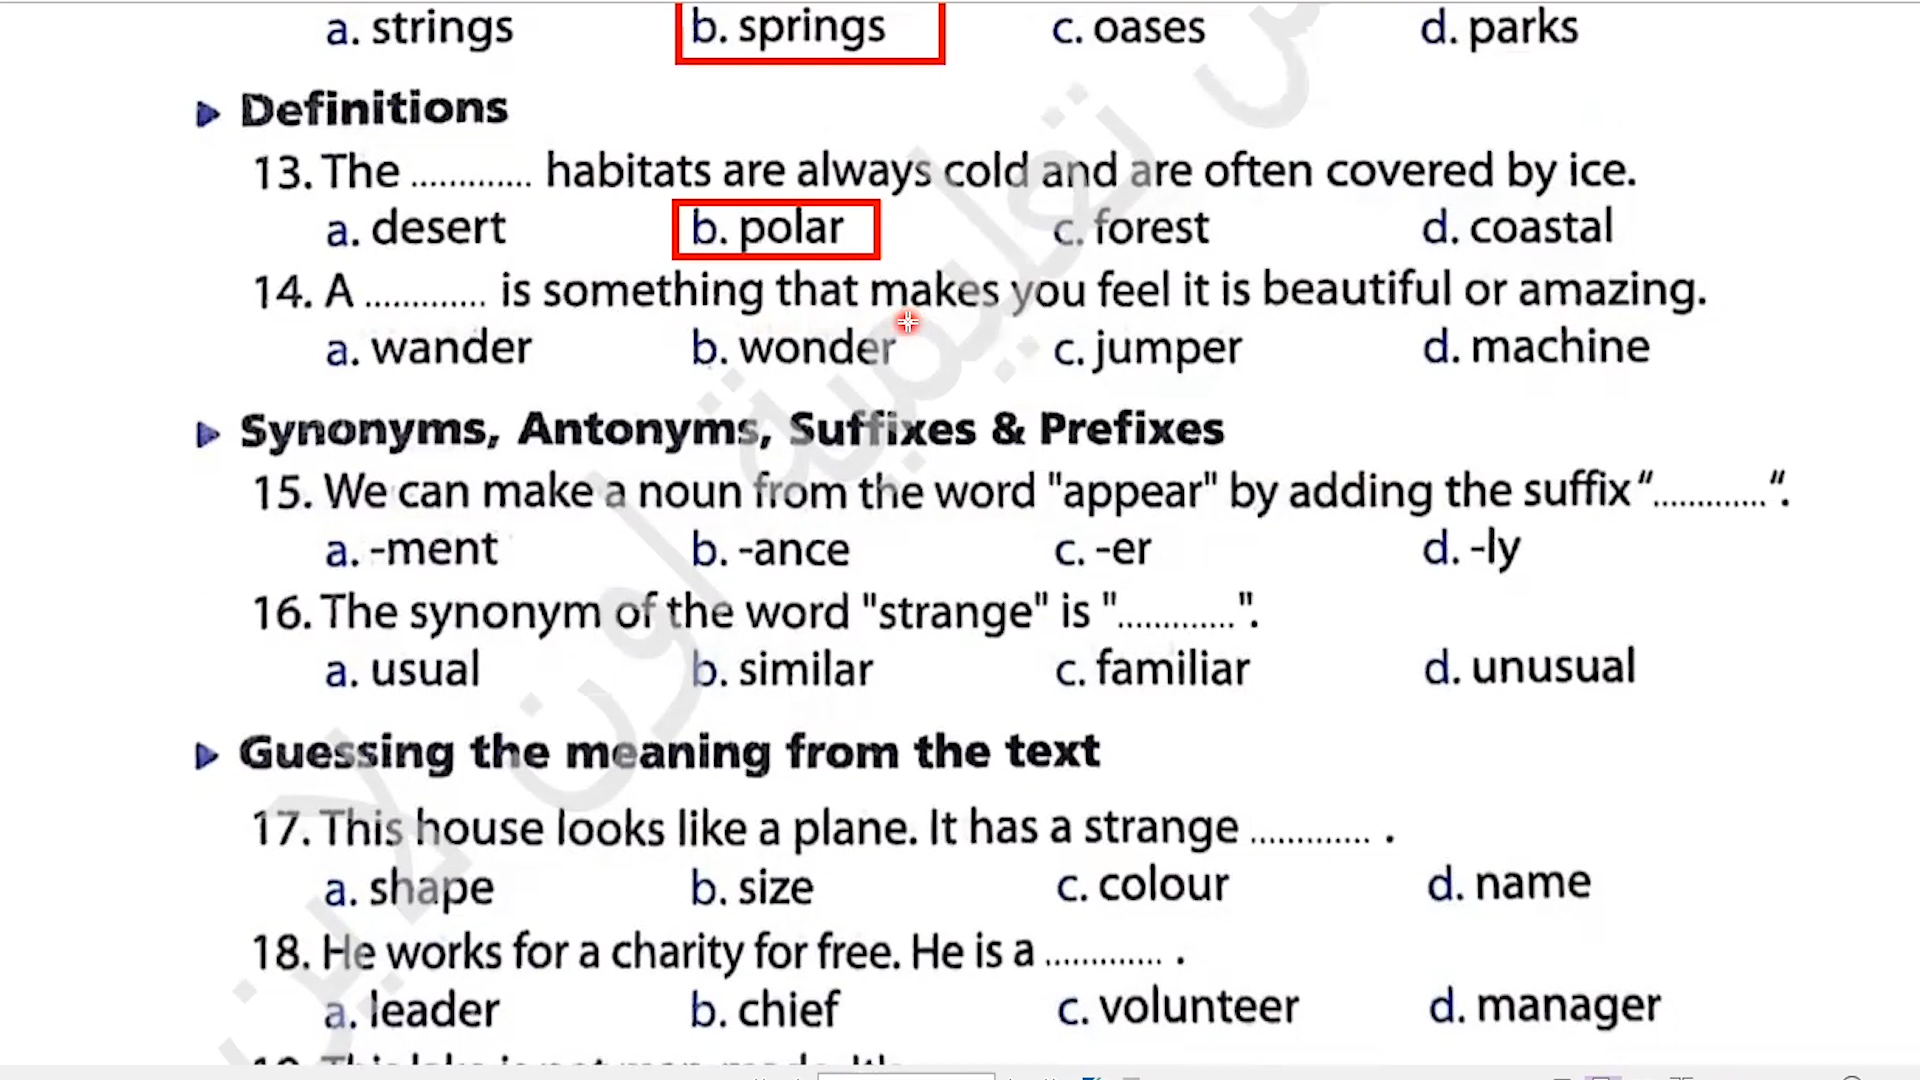 a. strings b. springs c. oases d. parks
Definitions
13. The ............. habitats are always cold and are often covered by ice.
a. desert b. polar c. forest d. coastal
14. A ............. is something that makes you feel it is beautiful or amazing.
a. wander b. wonder c. jumper d. machine
Synonyms, Antonyms, Suffixes & Prefixes
15. We can make a noun from the word "appear" by adding the suffix “.............“.
a. -ment b. -ance c. -er d. -ly
16. The synonym of the word "strange" is ".............".
a. usual b. similar c. familiar d. unusual
Guessing the meaning from the text
17. This house looks like a plane. It has a strange ............. .
a. shape b. size c. colour d. name
18. He works for a charity for free. He is a ............. .
a. leader b. chief c. volunteer d. manager
تعليمية اون لاين